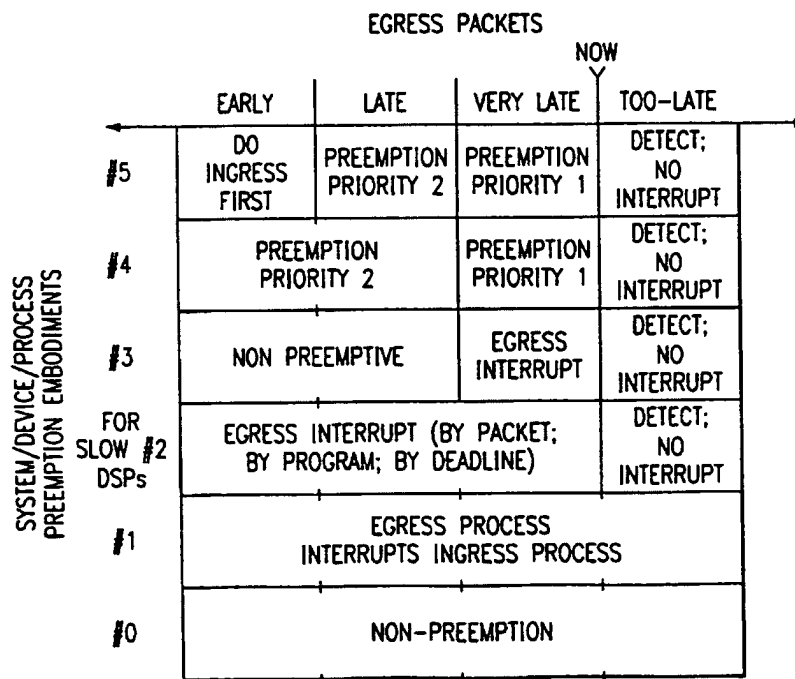 EGRESS PACKETS
NOW
EARLY
LATE
VERY LATE
TOO-LATE
SYSTEM/DEVICE/PROCESS
PREEMPTION EMBODIMENTS
#5
DO
INGRESS
FIRST
PREEMPTION
PRIORITY 2
PREEMPTION
PRIORITY 1
DETECT;
NO
INTERRUPT
#4
PREEMPTION
PRIORITY 2
PREEMPTION
PRIORITY 1
DETECT;
NO
INTERRUPT
#3
NON PREEMPTIVE
EGRESS
INTERRUPT
DETECT;
NO
INTERRUPT
FOR
SLOW #2
DSPs
EGRESS INTERRUPT (BY PACKET;
BY PROGRAM; BY DEADLINE)
DETECT;
NO
INTERRUPT
#1
EGRESS PROCESS
INTERRUPTS INGRESS PROCESS
#0
NON-PREEMPTION